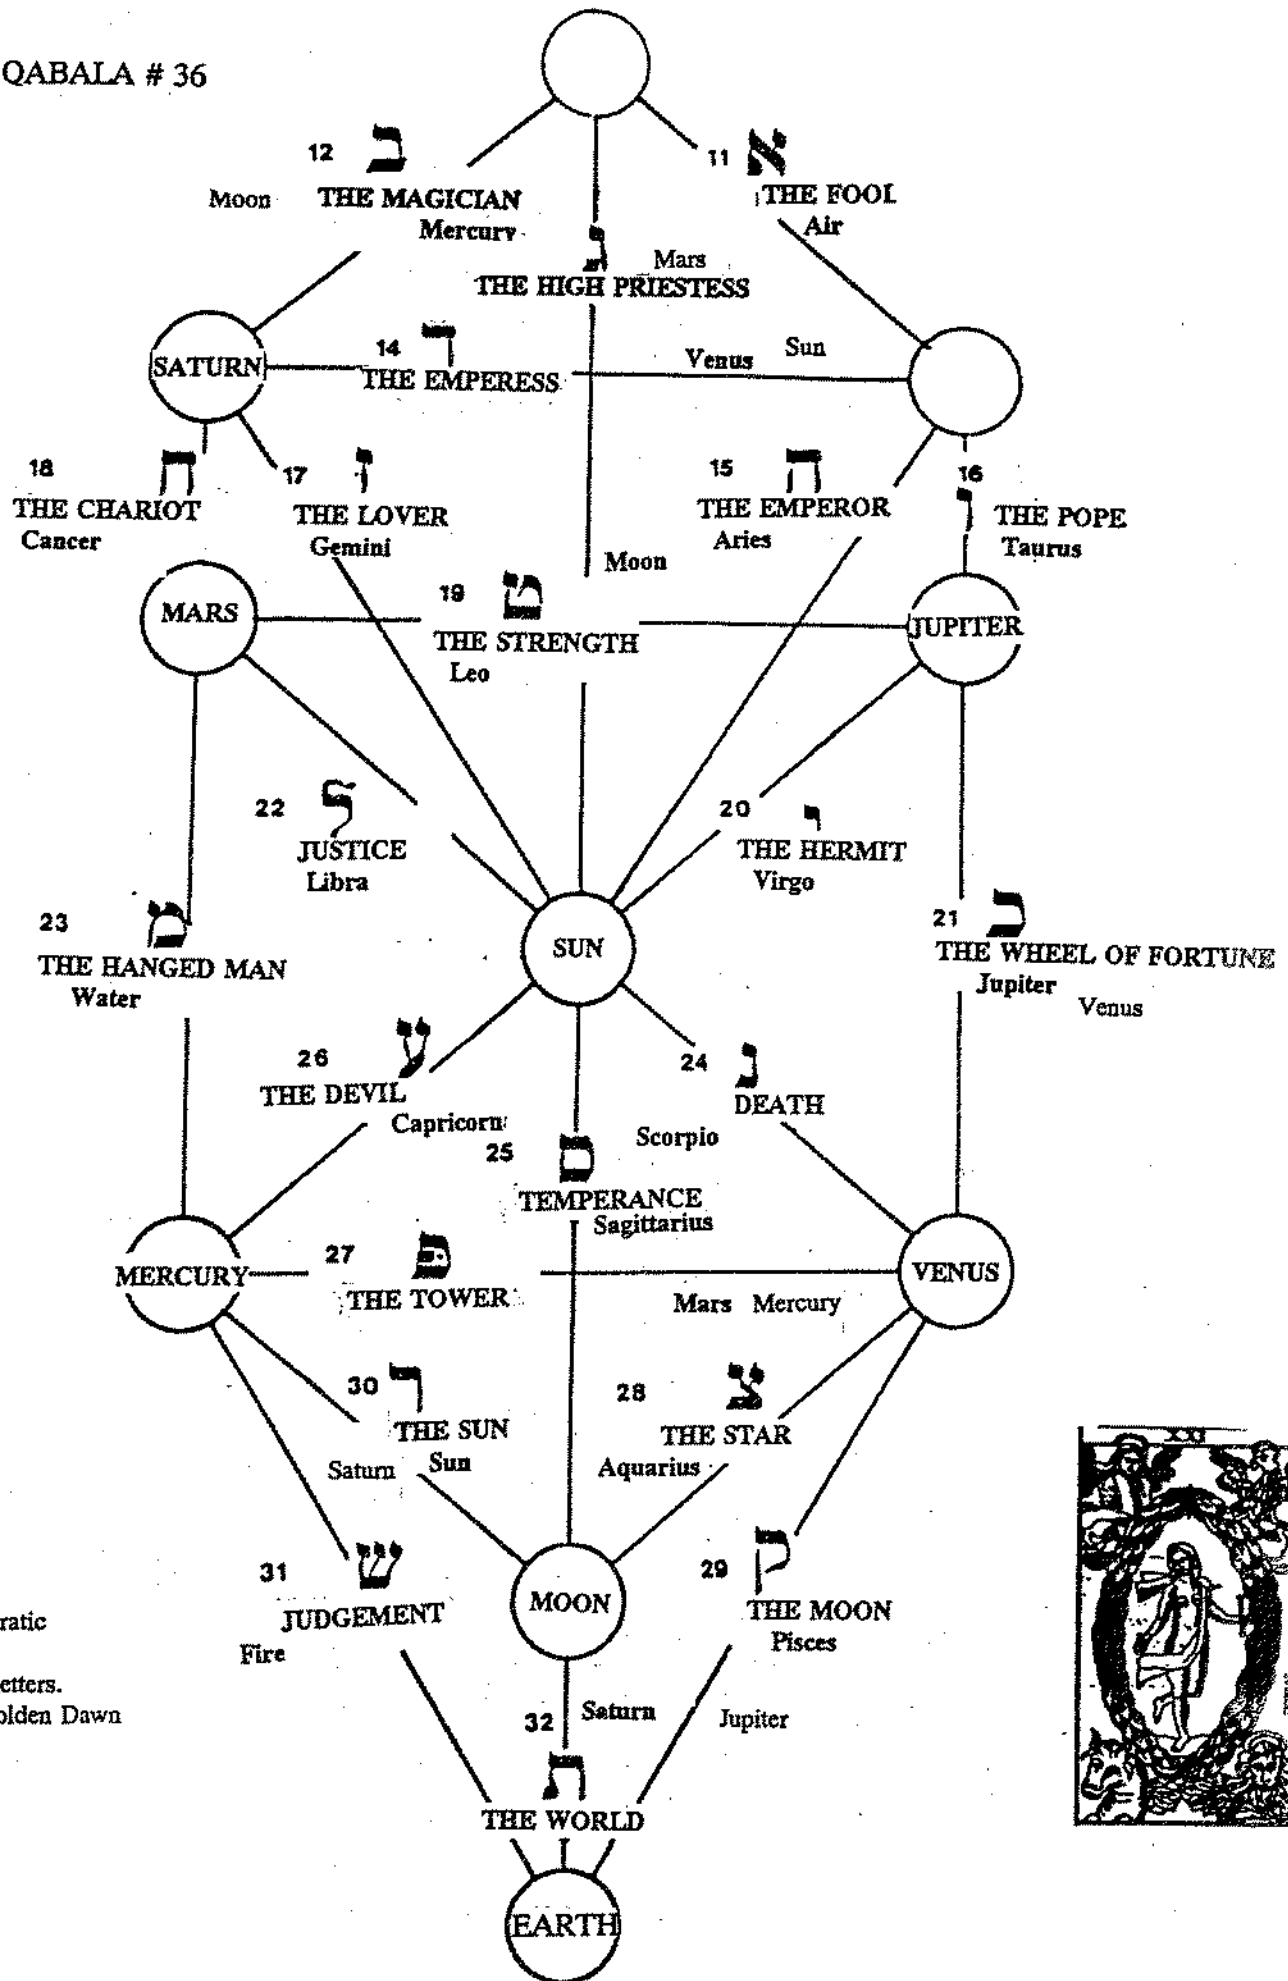 QABALA # 36
12 ב
11 א
Moon THE MAGICIAN
Mercury
THE FOOL
Air
ג
Mars
THE HIGH PRIESTESS
SATURN
14 ד
THE EMPERESS
Venus Sun
18 ח
THE CHARIOT
Cancer
17 ז
THE LOVER
Gemini
15 ה
THE EMPEROR
Aries
16
ו
THE POPE
Taurus
Moon
MARS
19 ט
THE STRENGTH
Leo
JUPITER
22 ל
JUSTICE
Libra
20 י
THE HERMIT
Virgo
23 מ
THE HANGED MAN
Water
SUN
21 כ
THE WHEEL OF FORTUNE
Jupiter
Venus
26 ע
THE DEVIL
Capricorn
24 נ
DEATH
Scorpio
25 ס
TEMPERANCE
Sagittarius
MERCURY
27 פ
THE TOWER
Mars Mercury
VENUS
30 ר
THE SUN
Saturn Sun
28 צ
THE STAR
Aquarius
XXI
31 ש
JUDGEMENT
Fire
MOON
29 ק
THE MOON
Pisces
ratic
etters.
olden Dawn
32 Saturn
Jupiter
ת
THE WORLD
EARTH